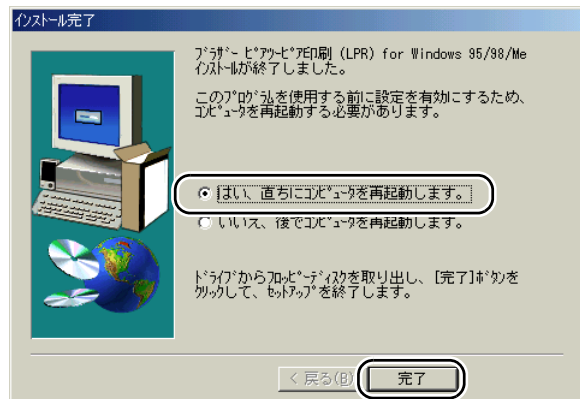 インストール完了
ブラザー ピアツーピア印刷 (LPR) for Windows 95/98/Me
インストールが終了しました。
このプログラムを使用する前に設定を有効にするため、
コンピュータを再起動する必要があります。
はい、直ちにコンピュータを再起動します。
いいえ、後でコンピュータを再起動します。
ドライブからフロッピーディスクを取り出し、[完了]ボタンを
クリックして、セットアップを終了します。
< 戻る(B) 完了